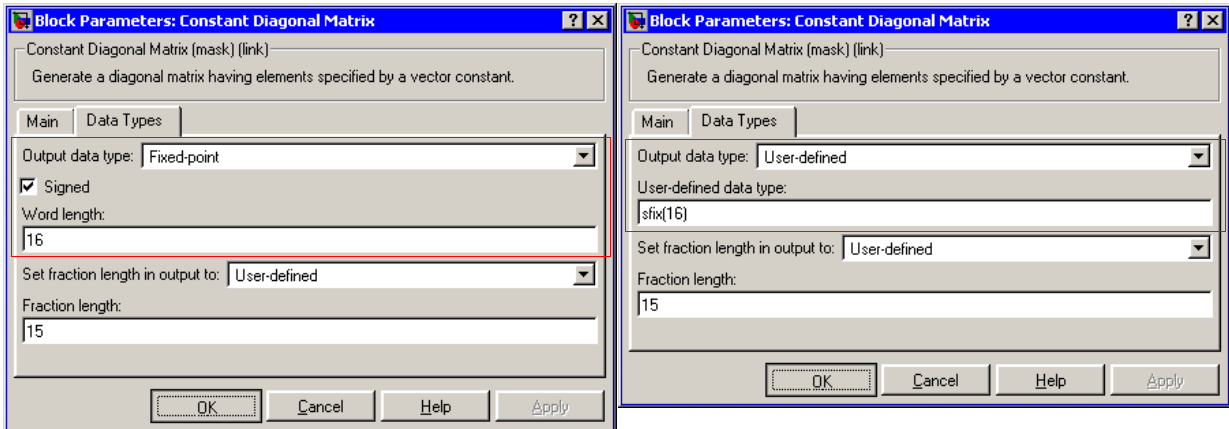 Block Parameters: Constant Diagonal Matrix
Constant Diagonal Matrix (mask) (link)
Generate a diagonal matrix having elements specified by a vector constant.
Main
Data Types
Output data type: Fixed-point
Signed
Word length:
16
Set fraction length in output to: User-defined
Fraction length:
15
OK
Cancel
Help
Apply
Block Parameters: Constant Diagonal Matrix
Constant Diagonal Matrix (mask) (link)
Generate a diagonal matrix having elements specified by a vector constant.
Main
Data Types
Output data type: User-defined
User-defined data type:
sfix(16)
Set fraction length in output to: User-defined
Fraction length:
15
OK
Cancel
Help
Apply